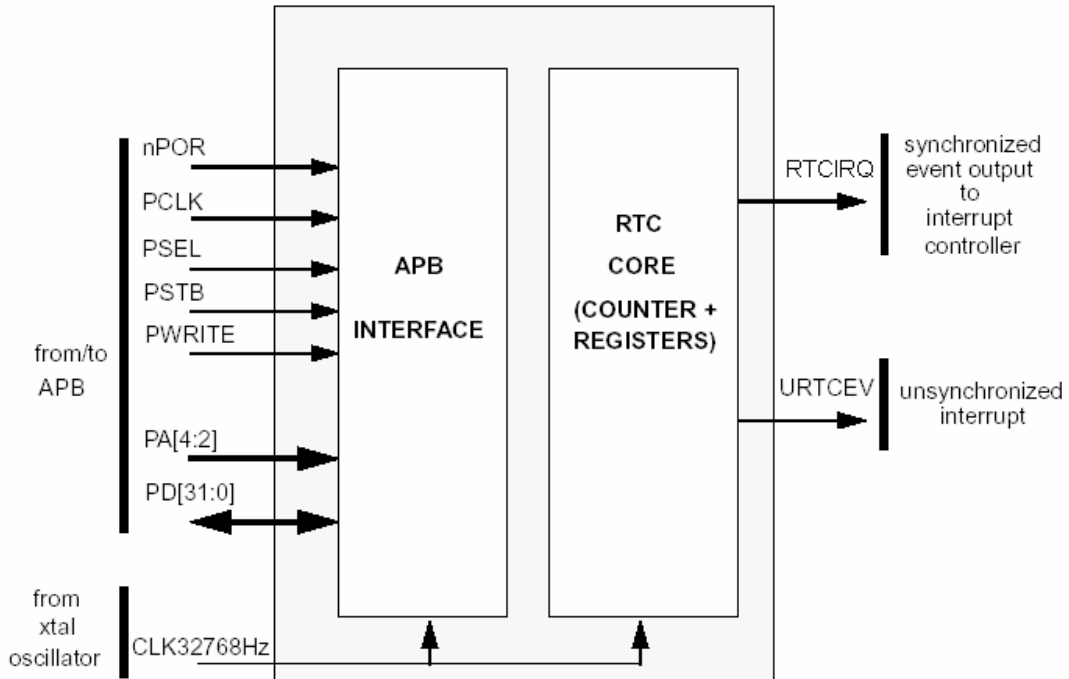 nPOR
PCLK
PSEL
PSTB
PWRITE
from/to
APB
PA[4:2]
PD[31:0]
from
xtal
oscillator
CLK32768Hz
APB
INTERFACE
RTC
CORE
(COUNTER +
REGISTERS)
RTCIRQ
synchronized
event output
to
interrupt
controller
URTCEV
unsynchronized
interrupt